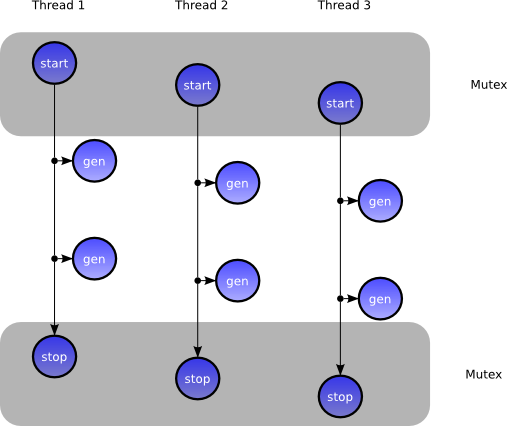 Thread 1
Thread 2
Thread 3
start
start
start
Mutex
gen
gen
gen
gen
gen
gen
stop
stop
stop
Mutex